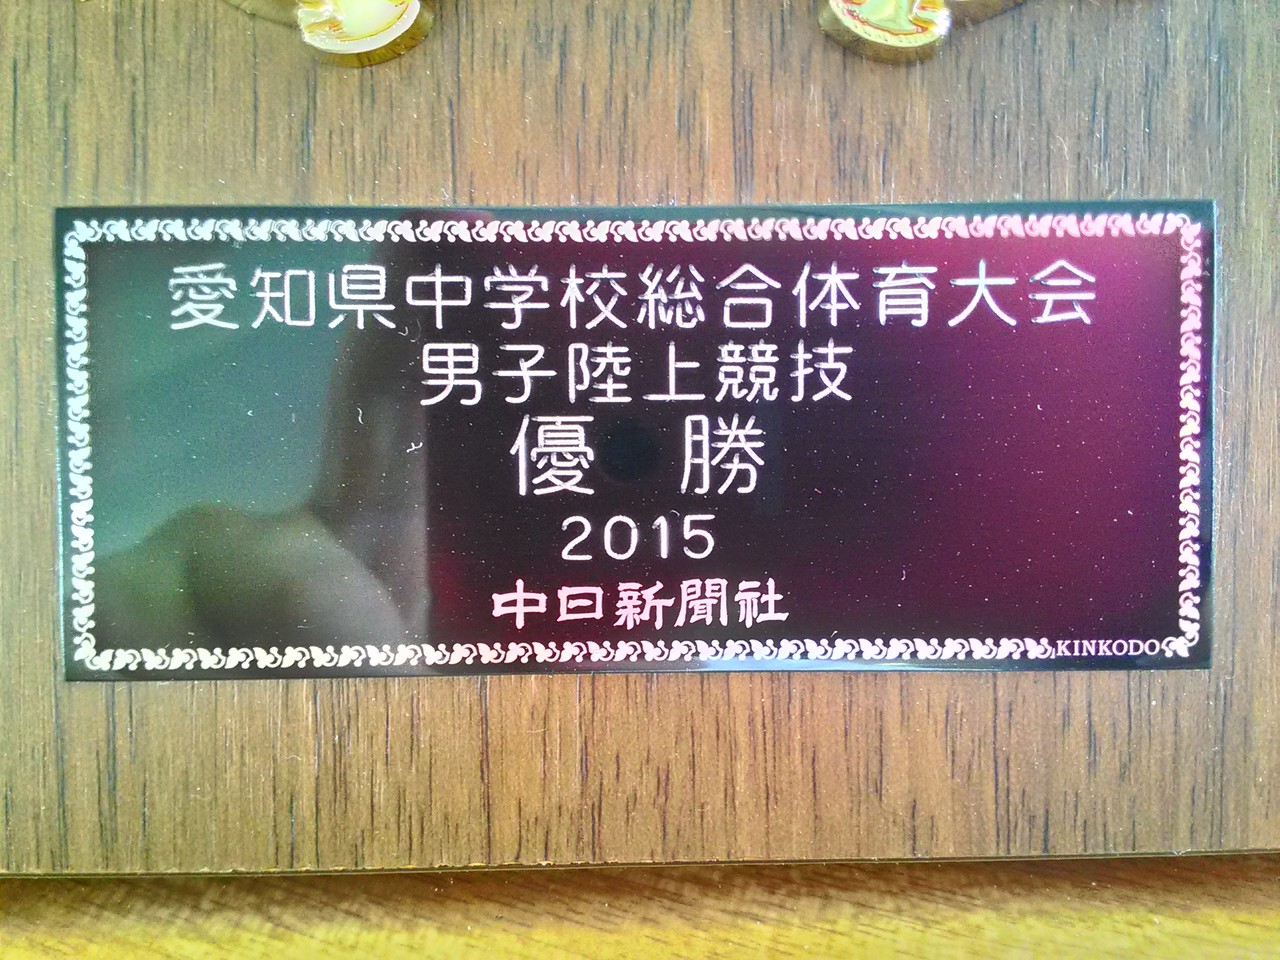 愛知県中学校総合体育大会
男子陸上競技
優 勝
2015
中日新聞社
KINKODO